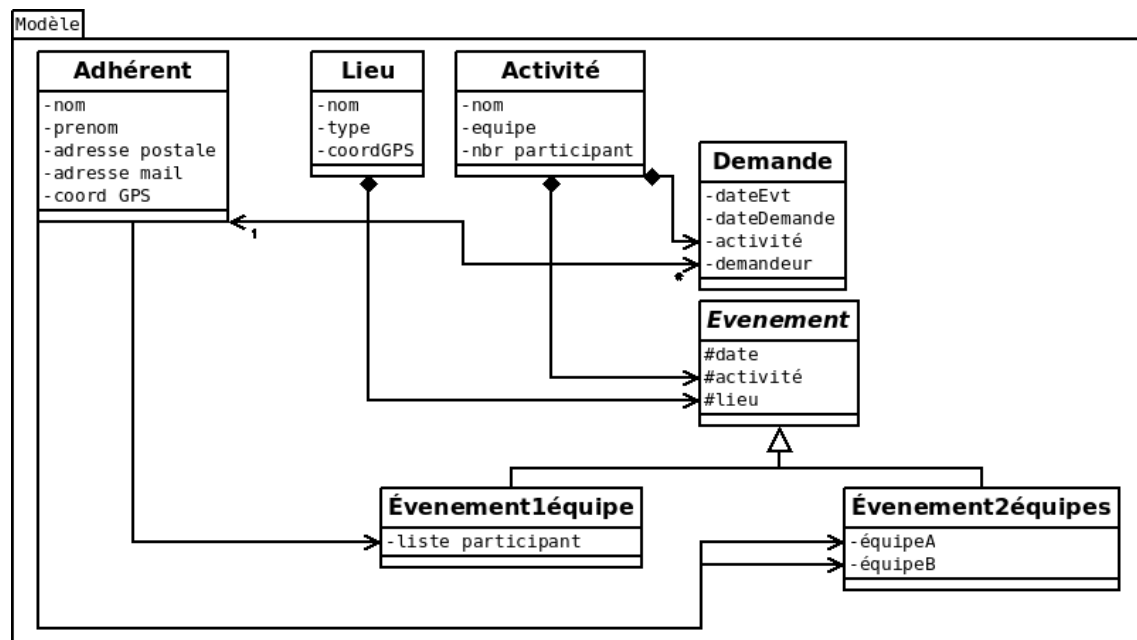 Modèle
Adhérent
-nom
-prenom
-adresse postale
-adresse mail
-coord GPS
Lieu
-nom
-type
-coordGPS
Activité
-nom
-equipe
-nbr participant
Demande
-dateEvt
-dateDemande
-activité
-demandeur
1
*
Evenement
#date
#activité
#lieu
Évenement1équipe
-liste participant
Évenement2équipes
-équipeA
-équipeB